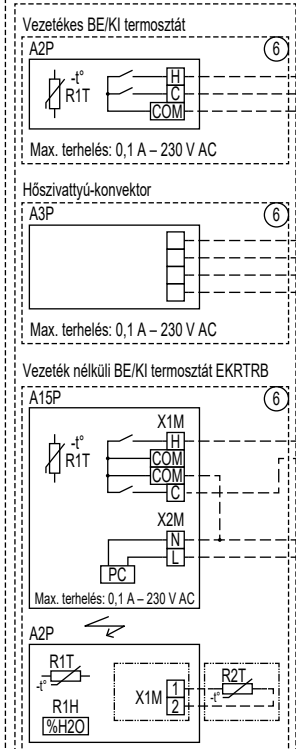 Vezetékes BE/KI termosztát
A2P
6
-t°
R1T
H
C
COM
Max. terhelés: 0,1 A – 230 V AC
Hőszivattyú-konvektor
A3P
6
Max. terhelés: 0,1 A – 230 V AC
Vezeték nélküli BE/KI termosztát EKRTRB
A15P
6
X1M
-t°
R1T
H
COM
COM
C
X2M
N
L
PC
Max. terhelés: 0,1 A – 230 V AC
A2P
R1T
-t°
R1H
%H2O
X1M
1
2
R2T
-t°